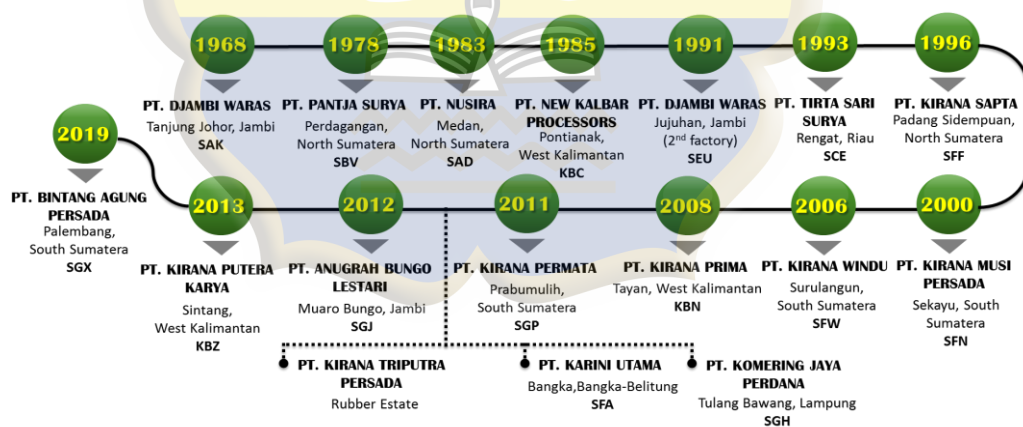 1968
PT. DJAMBI WARAS
Tanjung Johor, Jambi
SAK
1978
PT. PANTJA SURYA
Perdagangan,
North Sumatera
SBV
1983
PT. NUSIRA
Medan,
North Sumatera
SAD
1985
PT. NEW KALBAR
PROCESSORS
Pontianak,
West Kalimantan
KBC
1991
PT. DJAMBI WARAS
Jujuhan, Jambi
(2nd factory)
SEU
1993
PT. TIRTA SARI
SURYA
Rengat, Riau
SCE
1996
PT. KIRANA SAPTA
Padang Sidempuan,
North Sumatera
SFF
2000
PT. KIRANA MUSI
PERSADA
Sekayu, South
Sumatera
SFN
2006
PT. KIRANA WINDU
Surulangun,
South Sumatera
SFW
2008
PT. KIRANA PRIMA
Tayan, West Kalimantan
KBN
2011
PT. KIRANA PERMATA
Prabumulih,
South Sumatera
SGP
2012
PT. ANUGRAH BUNGO
LESTARI
Muaro Bungo, Jambi
SGJ
2013
PT. KIRANA PUTERA
KARYA
Sintang,
West Kalimantan
KBZ
2019
PT. BINTANG AGUNG
PERSADA
Palembang,
South Sumatera
SGX
PT. KIRANA TRIPUTRA
PERSADA
Rubber Estate
PT. KARINI UTAMA
Bangka,Bangka-Belitung
SFA
PT. KOMERING JAYA
PERDANA
Tulang Bawang, Lampung
SGH